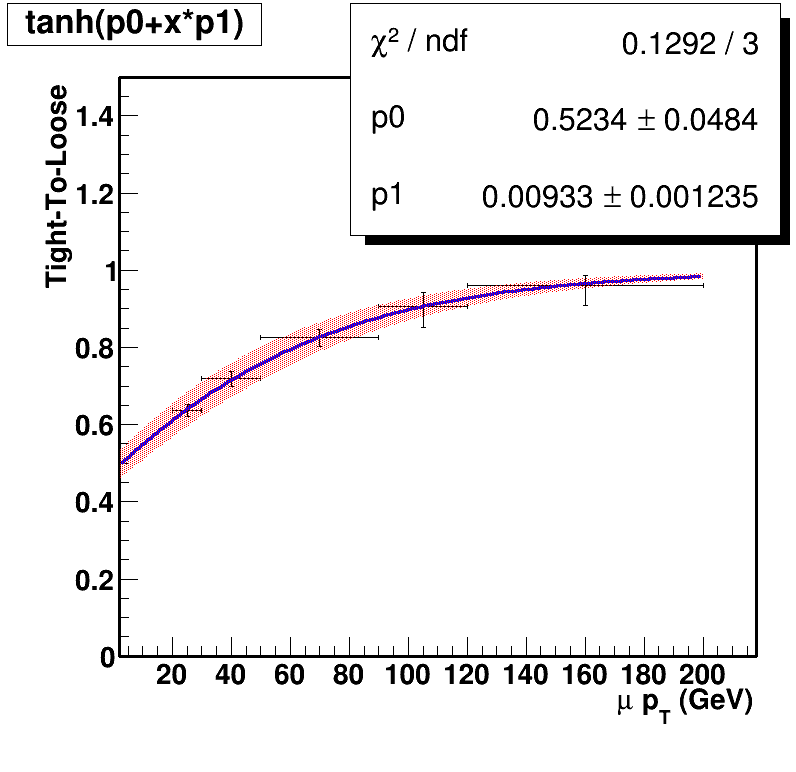 tanh(p0+x*p1)
χ² / ndf 0.1292 / 3
p0 0.5234 ± 0.0484
p1 0.00933 ± 0.001235
Tight-To-Loose
1.4
1.2
1
0.8
0.6
0.4
0.2
0
20 40 60 80 100 120 140 160 180 200
μ p_T (GeV)